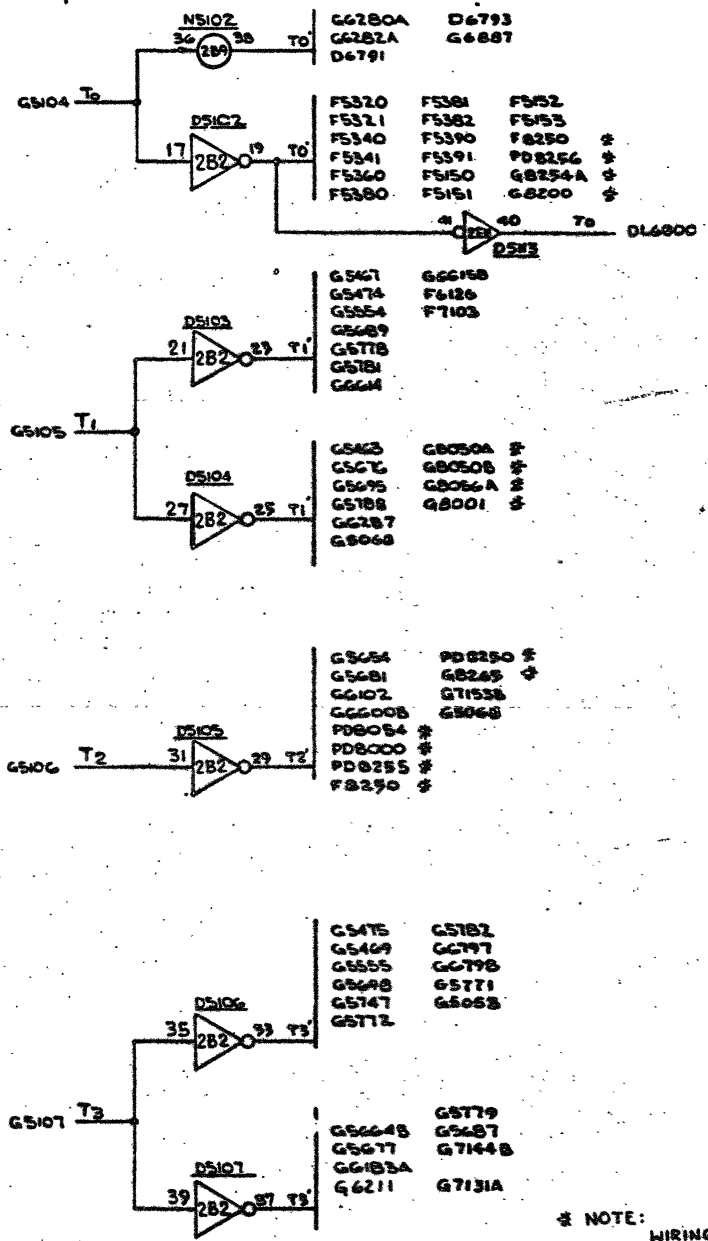 N5102
36 2B9 38 T0'
G6280A D6793
G6282A G6887
D6791
G5104 T0
D5102
17 2B2 19 T0'
F5320 F5381 F5152
F5321 F5382 F5153
F5340 F5390 F8250 *
F5341 F5391 PD8256 *
F5360 F5150 G8254A *
F5380 F5151 G8200 *
41 40 T0 DL6800
D5113
G5467 G6615B
G5474 F6126
G5554 F7103
G5689
G5778
G5781
G6614
D5103
21 2B2 23 T1'
G5105 T1
D5104
27 2B2 25 T1'
G5463 G8050A *
G5676 G8050B *
G5695 G8056A *
G5788 G8001 *
G6287
G5068
G5654 PD8250 *
G5681 G8265 *
G6102 G7153B
G6600B G5068
PD8054 *
PD8000 *
PD8255 *
F8250 *
D5105
G5106 T2 31 2B2 29 T2'
G5475 G5782
G5469 G6797
G5555 G6798
G5698 G5771
G5747 G5058
G5772
D5106
35 2B2 33 T3'
G5107 T3
D5107
39 2B2 37 T3'
G5779
G5664B G5687
G5677 G7144B
G6183A
G6211 G7131A
* NOTE:
WIRING